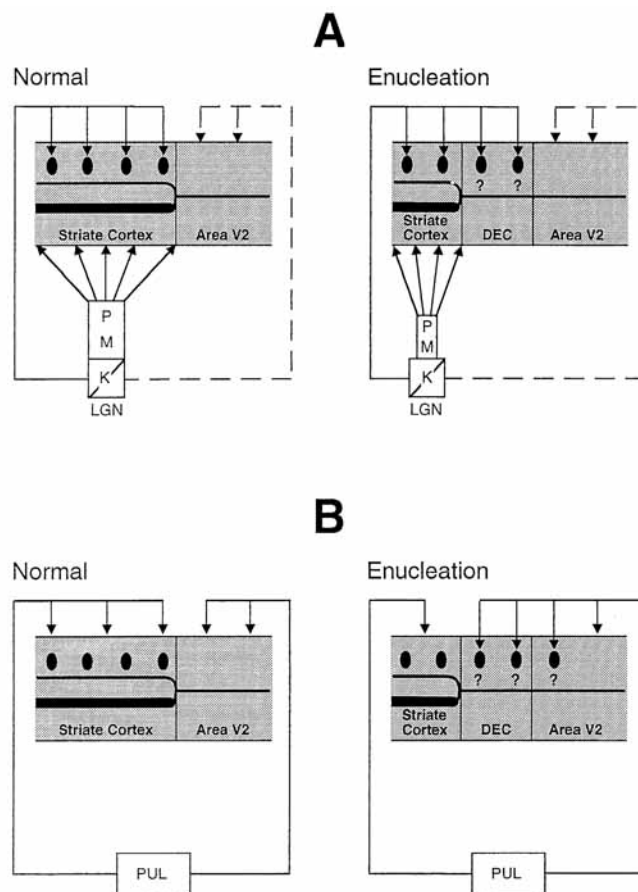 A
Normal
Enucleation
Striate Cortex
Area V2
? ?
Striate
Cortex
DEC
Area V2
P
M
K
LGN
P
M
K
LGN
B
Normal
Enucleation
Striate Cortex
Area V2
? ? ?
Striate
Cortex
DEC
Area V2
PUL
PUL